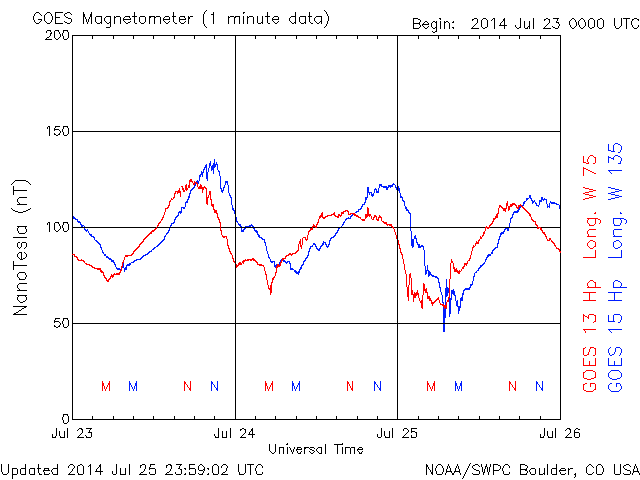 GOES Magnetometer (1 minute data)
Begin: 2014 Jul 23 0000 UTC
200
150
100
50
0
NanoTesla (nT)
M M N N M M N N M M N N
Jul 23 Jul 24 Jul 25 Jul 26
Universal Time
GOES 13 Hp Long. W 75
GOES 15 Hp Long. W 135
Updated 2014 Jul 25 23:59:02 UTC
NOAA/SWPC Boulder, CO USA